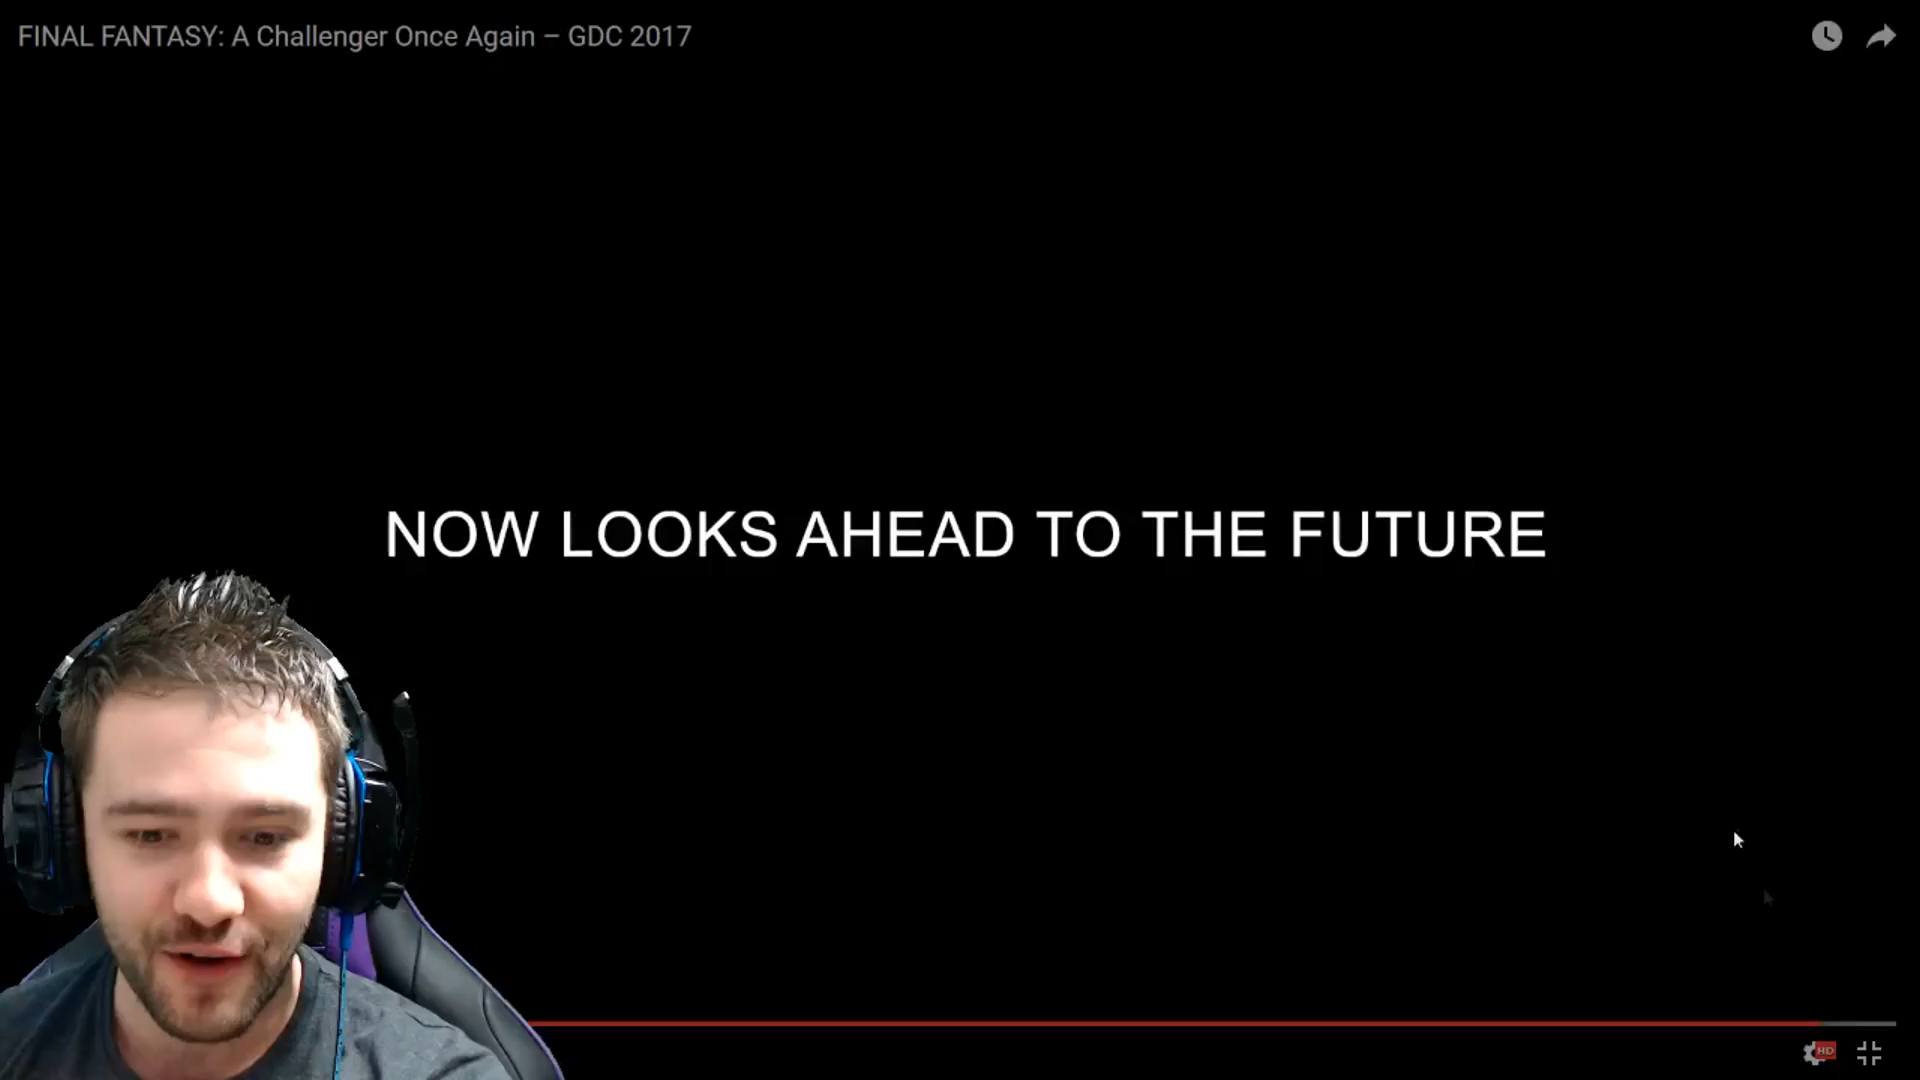 FINAL FANTASY: A Challenger Once Again – GDC 2017
NOW LOOKS AHEAD TO THE FUTURE
HD